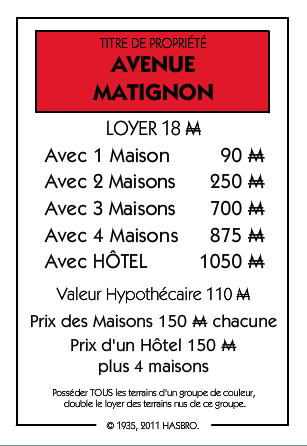 TITRE DE PROPRIÉTÉ
AVENUE
MATIGNON
LOYER 18 ₩
Avec 1 Maison 90 ₩
Avec 2 Maisons 250 ₩
Avec 3 Maisons 700 ₩
Avec 4 Maisons 875 ₩
Avec HÔTEL 1050 ₩
Valeur Hypothécaire 110 ₩
Prix des Maisons 150 ₩ chacune
Prix d'un Hôtel 150 ₩
plus 4 maisons
Posséder TOUS les terrains d'un groupe de couleur,
double le loyer des terrains nus de ce groupe.
© 1935, 2011 HASBRO.